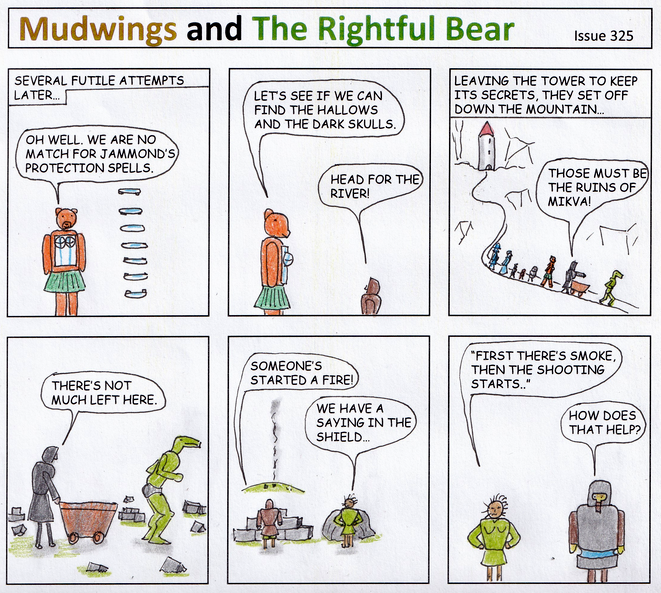 Mudwings and The Rightful Bear
Issue 325
SEVERAL FUTILE ATTEMPTS
LATER...
OH WELL. WE ARE NO
MATCH FOR JAMMOND'S
PROTECTION SPELLS.
LET'S SEE IF WE CAN
FIND THE HALLOWS
AND THE DARK SKULLS.
HEAD FOR THE
RIVER!
LEAVING THE TOWER TO KEEP
ITS SECRETS, THEY SET OFF
DOWN THE MOUNTAIN...
THOSE MUST BE
THE RUINS OF
MIKVA!
THERE'S NOT
MUCH LEFT HERE.
SOMEONE'S
STARTED A FIRE!
WE HAVE A
SAYING IN THE
SHIELD...
"FIRST THERE'S SMOKE,
THEN THE SHOOTING
STARTS.."
HOW DOES
THAT HELP?